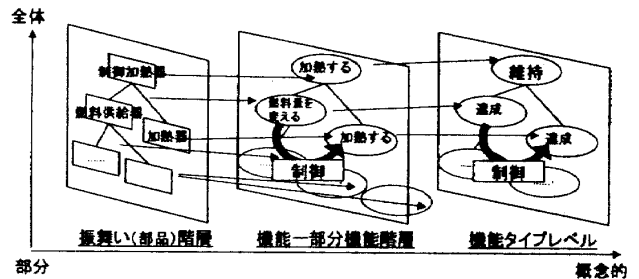 全体
制御加熱器
燃料供給器
加熱器
加熱する
燃料量を
変える
加熱する
制御
維持
達成
達成
制御
振舞い(部品)階層
機能ー部分機能階層
機能タイプレベル
部分
概念的